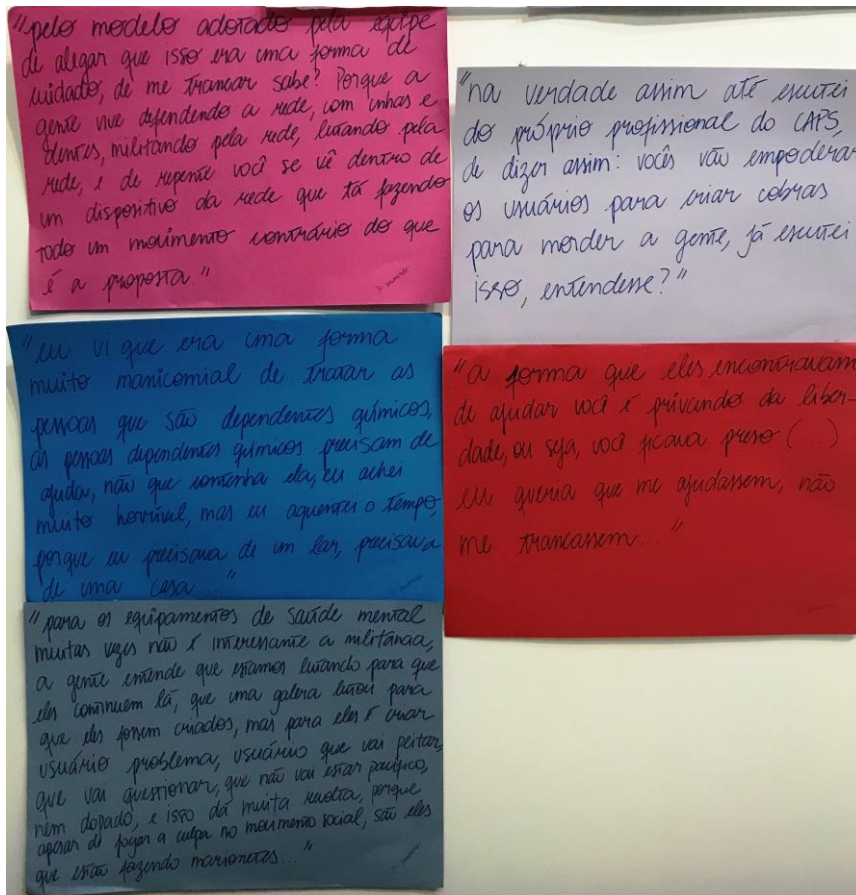 "pelo modelo adotado pela equipe
de alegar que isso era uma forma de
cuidado, de me trancar sabe? Porque a
gente vive defendendo a rede, com unhas e
dentes, militando pela rede, lutando pela
rede, e de repente você se vê dentro de
um dispositivo da rede que tá fazendo
todo um movimento contrário do que
é a proposta."
"na verdade assim até escutei
do próprio profissional do CAPS,
de dizer assim: vocês vão empoderar
os usuários para criar cobras
para morder a gente, já escutei
isso, entendesse?"
"eu vi que era uma forma
muito manicomial de tratar as
pessoas que são dependentes químicos,
as pessoas dependentes químicos precisam de
ajuda, não que contenha ela, eu achei
muito horrível, mas eu aguentei o tempo,
porque eu precisava de um lar, precisava
de uma casa..."
"a forma que eles encontravam
de ajudar você é privando da liber-
dade, ou seja, você ficava preso (...)
eu queria que me ajudassem, não
me trancassem..."
"para os equipamentos de saúde mental
muitas vezes não é interessante a militância,
a gente entende que estamos lutando para que
eles continuem lá, que uma galera lutou para
que eles fossem criados, mas para eles é criar
usuário problema, usuário que vai peitar,
que vai questionar, que não vai estar pacífico,
nem dopado, e isso dá muita revolta, porque
apesar de jogar a culpa no movimento social, são eles
que estão fazendo marionetes..."